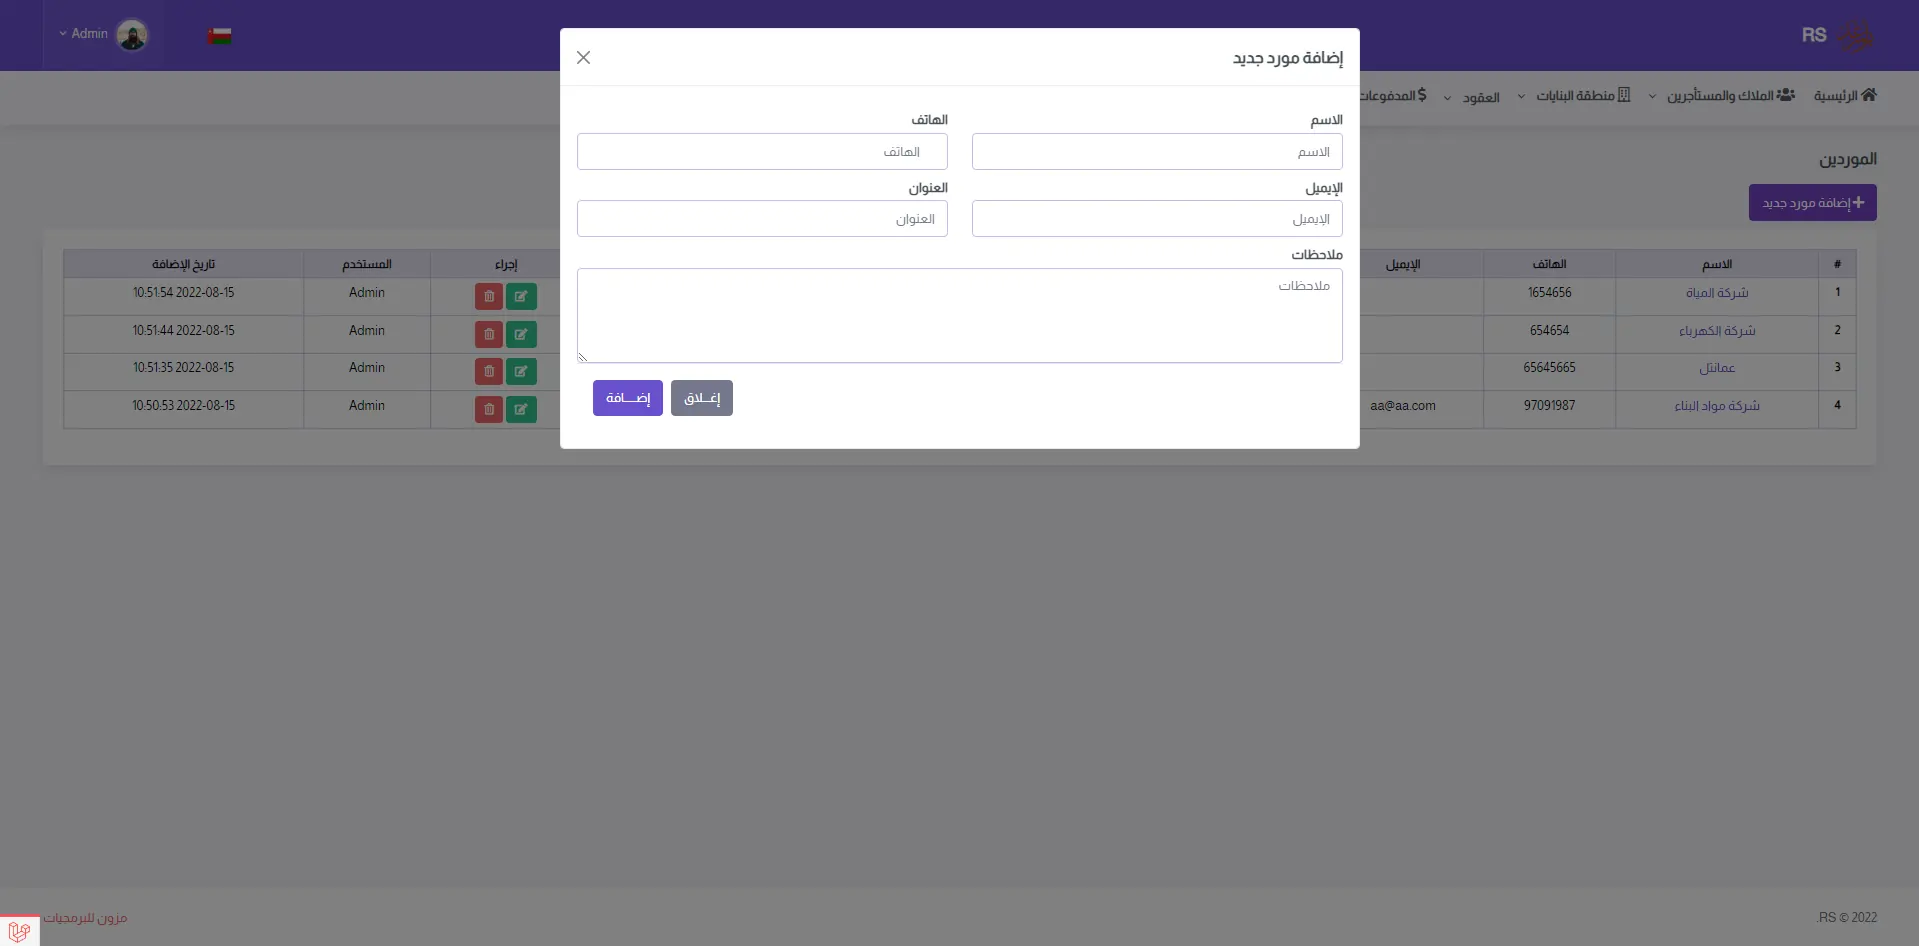 RS
Admin
الرئيسية
الملاك والمستأجرين
منطقة البنايات
العقود
المدفوعات
الموردين
إضافة مورد جديد
إضافة مورد جديد
الاسم
الهاتف
الاسم
الهاتف
الإيميل
العنوان
الإيميل
العنوان
ملاحظات
ملاحظات
إغـــلاق
إضـــــافة
# الاسم الهاتف الإيميل إجراء المستخدم تاريخ الإضافة
1 شركة المياة 1654656 Admin 2022-08-15 10:51:54
2 شركة الكهرباء 654654 Admin 2022-08-15 10:51:44
3 عمانتل 65645665 Admin 2022-08-15 10:51:35
4 شركة مواد البناء 97091987 aa@aa.com Admin 2022-08-15 10:50:53
2022 © RS.
مزون للبرمجيات